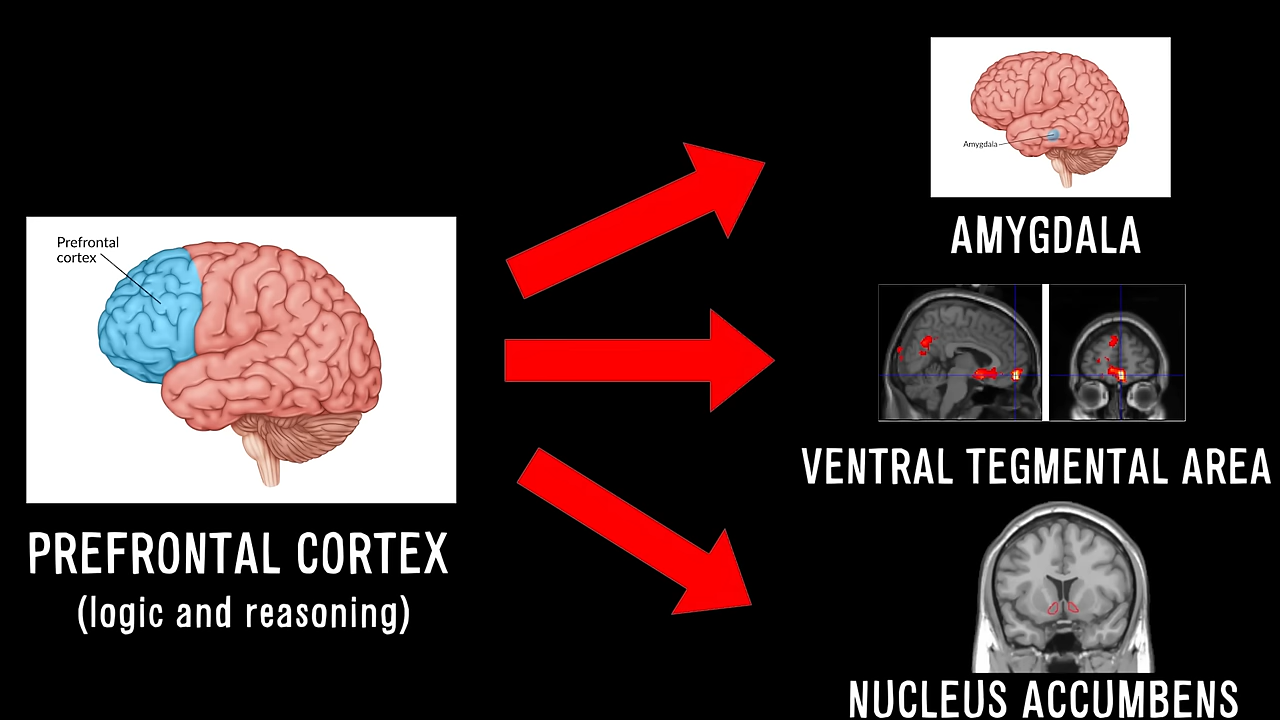 Prefrontal
cortex
PREFRONTAL CORTEX
(logic and reasoning)
Amygdala
AMYGDALA
VENTRAL TEGMENTAL AREA
NUCLEUS ACCUMBENS